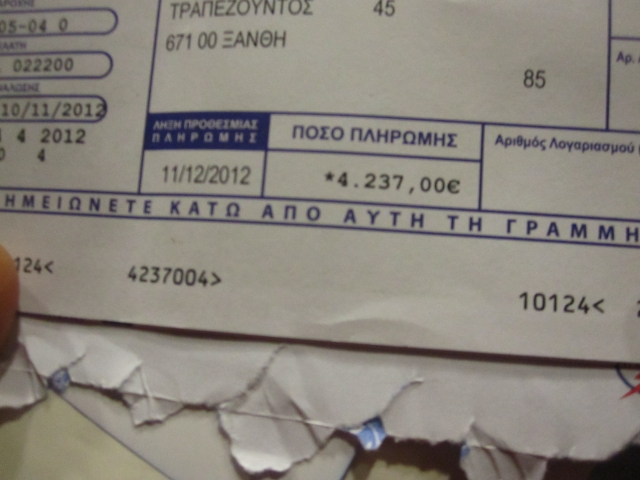 ΤΡΑΠΕΖΟΥΝΤΟΣ 45
05-04 0
671 00 ΞΑΝΘΗ
022200
85
10/11/2012
4 2012
4
ΛΗΞΗ ΠΡΟΘΕΣΜΙΑΣ
ΠΛΗΡΩΜΗΣ
ΠΟΣΟ ΠΛΗΡΩΜΗΣ
Αριθμός Λογαριασμού
11/12/2012
*4.237,00€
ΗΜΕΙΩΝΕΤΕ ΚΑΤΩ ΑΠΟ ΑΥΤΗ ΤΗ ΓΡΑΜΜΗ
124<
4237004>
10124<